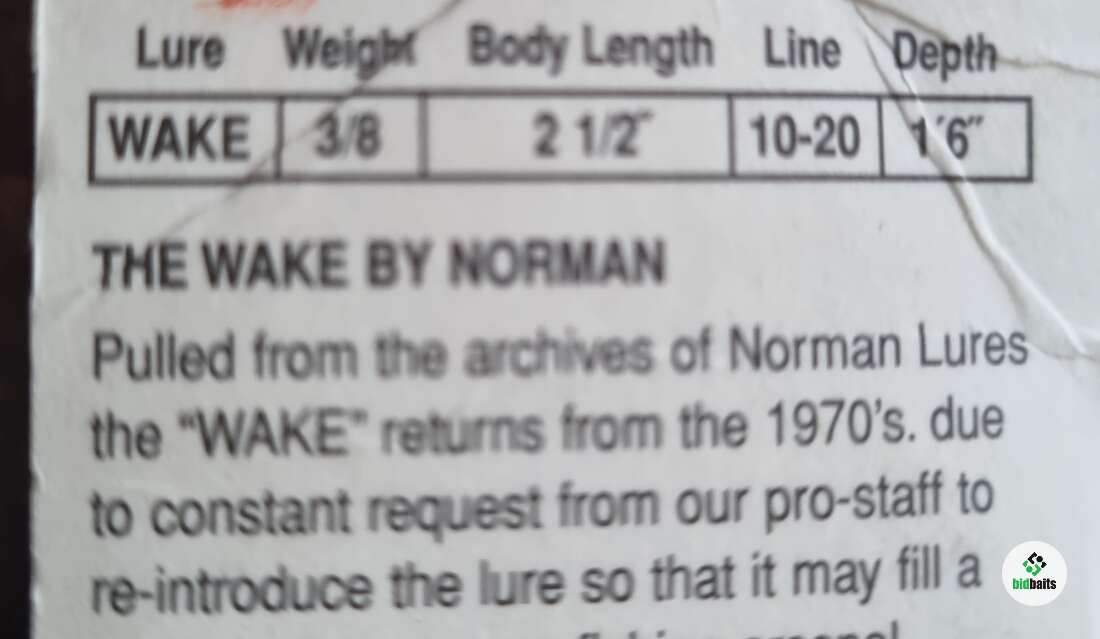 Lure Weight Body Length Line Depth
WAKE 3/8 2 1/2" 10-20 1'6"
THE WAKE BY NORMAN
Pulled from the archives of Norman Lures
the "WAKE" returns from the 1970's. due
to constant request from our pro-staff to
re-introduce the lure so that it may fill a
bidbaits